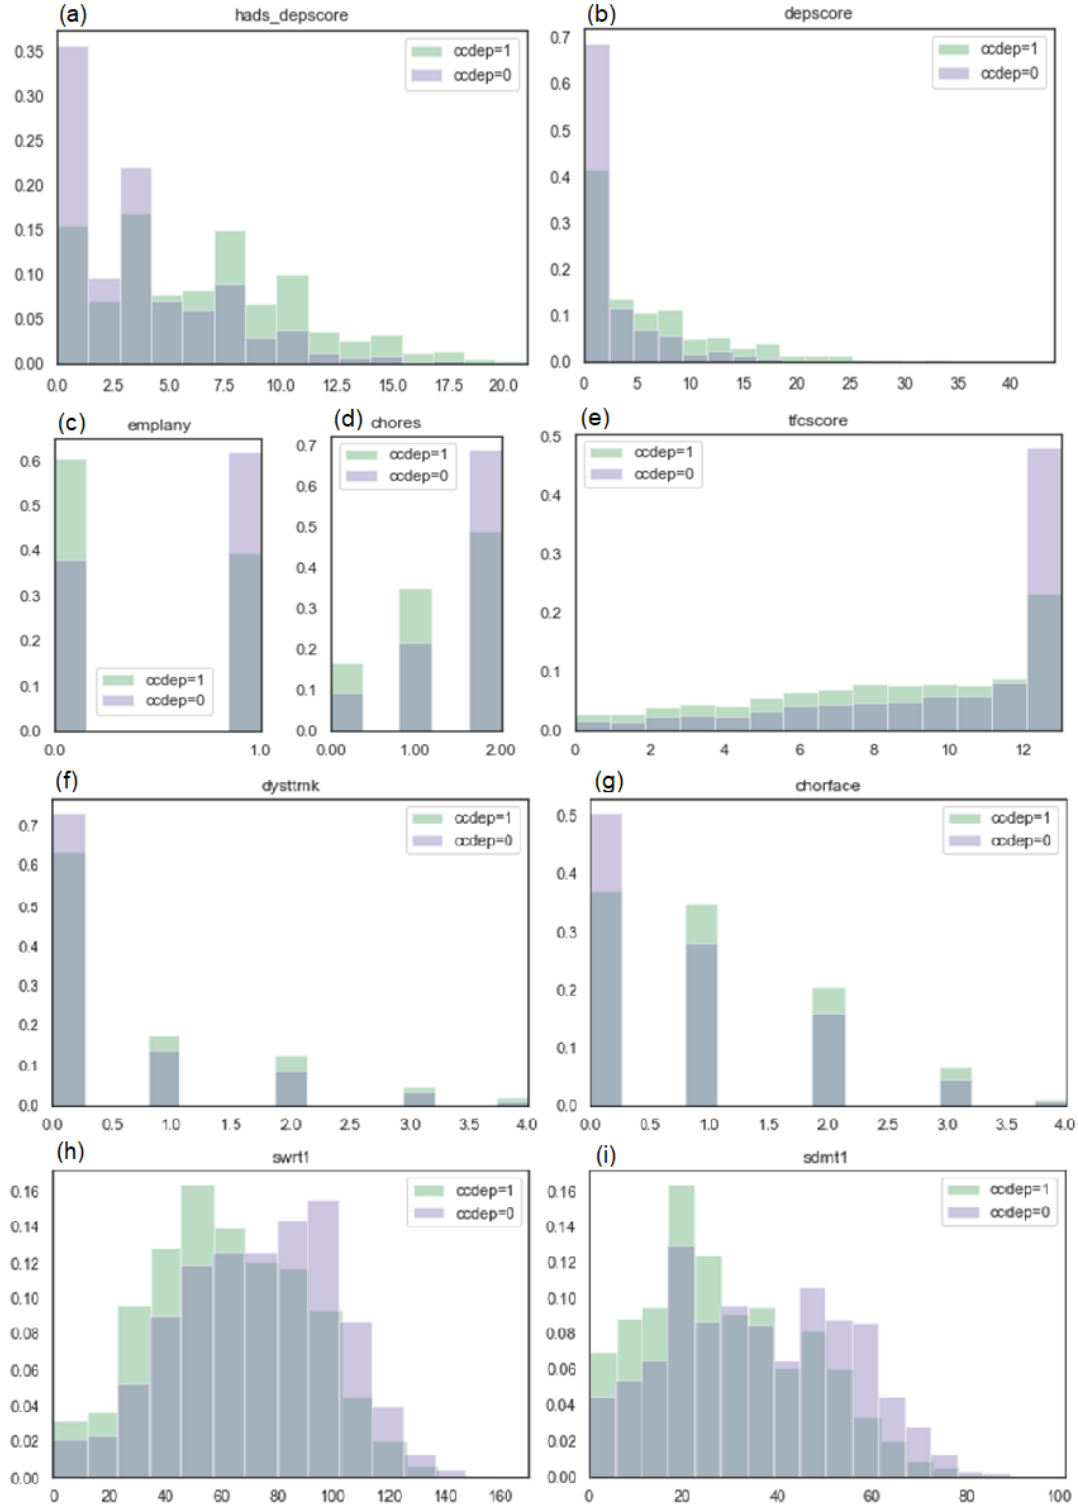 (a) hads_depscore
ccdep=1
ccdep=0
0.35
0.30
0.25
0.20
0.15
0.10
0.05
0.00
0.0 2.5 5.0 7.5 10.0 12.5 15.0 17.5 20.0
(b) depscore
ccdep=1
ccdep=0
0.7
0.6
0.5
0.4
0.3
0.2
0.1
0.0
0 5 10 15 20 25 30 35 40
(c) emplany
0.6
0.5
0.4
0.3
0.2
0.1
0.0
ccdep=1
ccdep=0
0.0 1.0
(d) chores
ccdep=1
ccdep=0
0.7
0.6
0.5
0.4
0.3
0.2
0.1
0.0
0.00 1.00 2.00
(e) tfcscore
ccdep=1
ccdep=0
0.5
0.4
0.3
0.2
0.1
0.0
0 2 4 6 8 10 12
(f) dysttrnk
ccdep=1
ccdep=0
0.7
0.6
0.5
0.4
0.3
0.2
0.1
0.0
0.0 0.5 1.0 1.5 2.0 2.5 3.0 3.5 4.0
(g) chorface
ccdep=1
ccdep=0
0.5
0.4
0.3
0.2
0.1
0.0
0.0 0.5 1.0 1.5 2.0 2.5 3.0 3.5 4.0
(h) swrt1
ccdep=1
ccdep=0
0.16
0.14
0.12
0.10
0.08
0.06
0.04
0.02
0.00
0 20 40 60 80 100 120 140 160
(i) sdmt1
ccdep=1
ccdep=0
0.16
0.14
0.12
0.10
0.08
0.06
0.04
0.02
0.00
0 20 40 60 80 100